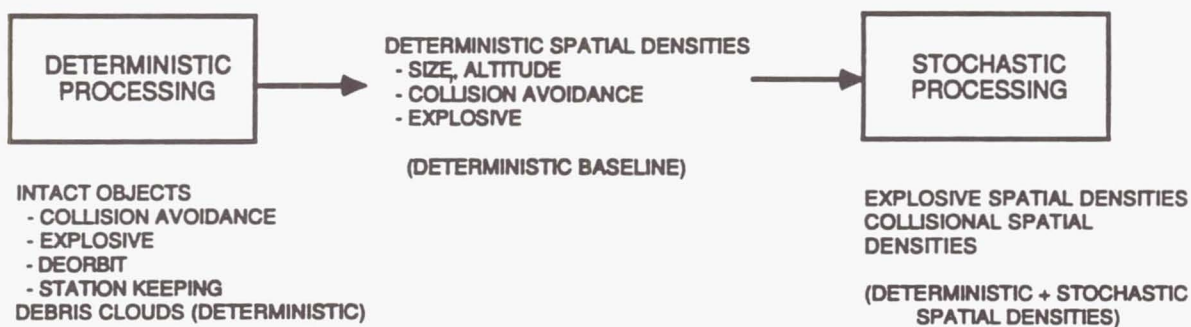 DETERMINISTIC
PROCESSING
INTACT OBJECTS
- COLLISION AVOIDANCE
- EXPLOSIVE
- DEORBIT
- STATION KEEPING
DEBRIS CLOUDS (DETERMINISTIC)
DETERMINISTIC SPATIAL DENSITIES
- SIZE,, ALTITUDE
- COLLISION AVOIDANCE
- EXPLOSIVE
(DETERMINISTIC BASELINE)
STOCHASTIC
PROCESSING
EXPLOSIVE SPATIAL DENSITIES
COLLISIONAL SPATIAL
DENSITIES
(DETERMINISTIC + STOCHASTIC
SPATIAL DENSITIES)